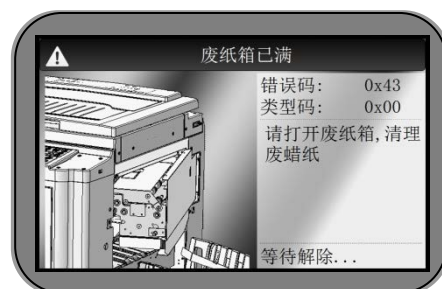 废纸箱已满
错误码: 0x43
类型码: 0x00
请打开废纸箱,清理
废蜡纸
等待解除...